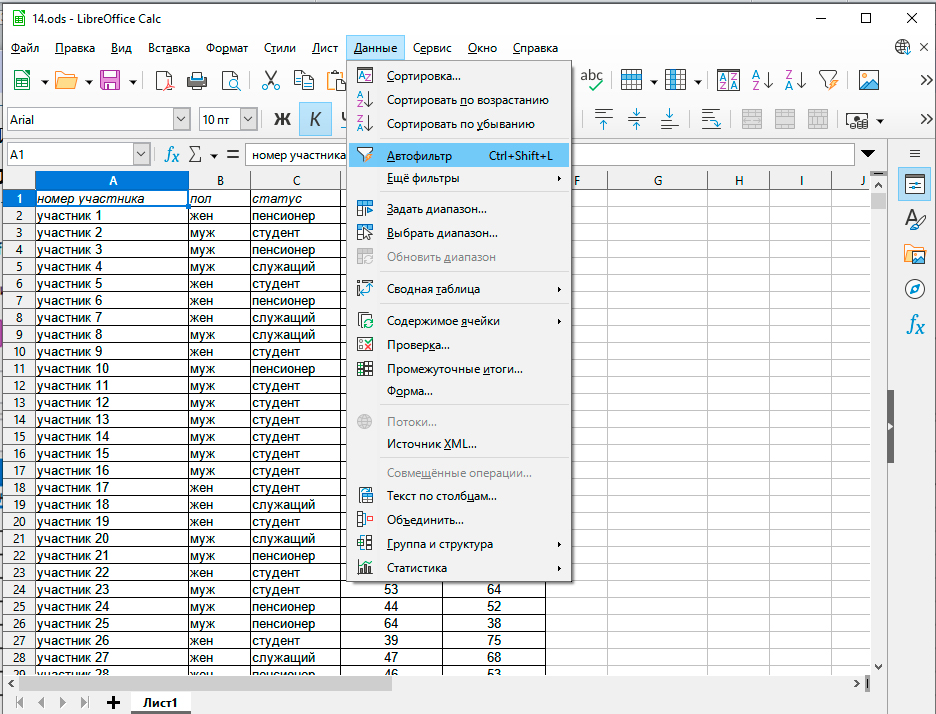 14.ods - LibreOffice Calc
Файл Правка Вид Вставка Формат Стили Лист Данные Сервис Окно Справка
Arial 10 пт Ж К
A1 fx Σ = номер участника
A B C F G H I J
1 номер участника пол статус
2 участник 1 жен пенсионер
3 участник 2 муж студент
4 участник 3 муж пенсионер
5 участник 4 муж служащий
6 участник 5 жен студент
7 участник 6 жен пенсионер
8 участник 7 жен служащий
9 участник 8 муж служащий
10 участник 9 жен студент
11 участник 10 муж пенсионер
12 участник 11 муж студент
13 участник 12 муж студент
14 участник 13 муж студент
15 участник 14 муж студент
16 участник 15 муж студент
17 участник 16 муж студент
18 участник 17 жен студент
19 участник 18 жен служащий
20 участник 19 жен студент
21 участник 20 муж служащий
22 участник 21 муж пенсионер
23 участник 22 жен студент
24 участник 23 муж студент 53 64
25 участник 24 муж пенсионер 44 52
26 участник 25 муж пенсионер 64 38
27 участник 26 жен студент 39 75
28 участник 27 жен служащий 47 68
29 участник 28 жен пенсионер 46 53
Сортировка...
Сортировать по возрастанию
Сортировать по убыванию
Автофильтр Ctrl+Shift+L
Ещё фильтры
Задать диапазон...
Выбрать диапазон...
Обновить диапазон
Сводная таблица
Содержимое ячейки
Проверка...
Промежуточные итоги...
Форма...
Потоки...
Источник XML...
Совмещённые операции...
Текст по столбцам...
Объединить...
Группа и структура
Статистика
Лист1